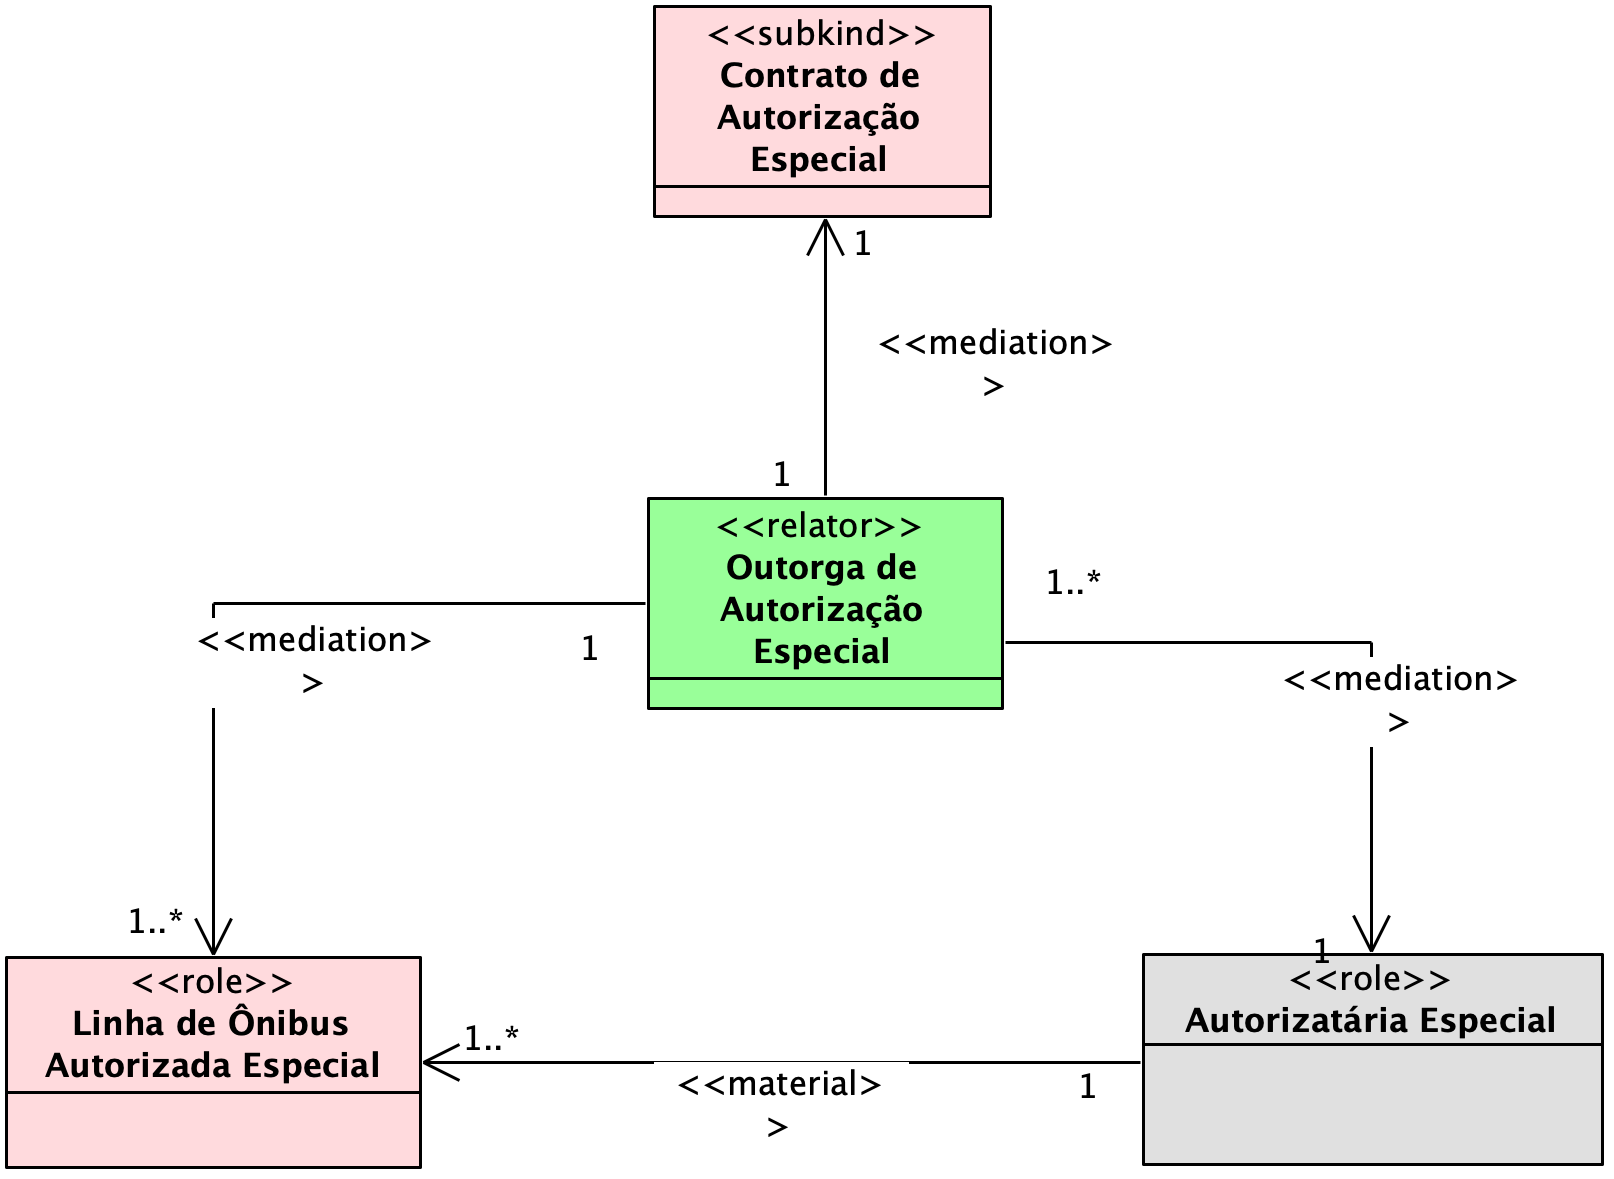 <<subkind>>
Contrato de
Autorização
Especial
1
<<mediation>
>
1
<<relator>>
Outorga de
Autorização
Especial
1..*
1
<<mediation>
>
<<mediation>
>
1..*
1
<<role>>
Linha de Ônibus
Autorizada Especial
<<role>>
Autorizatária Especial
1..*
<<material>
>
1